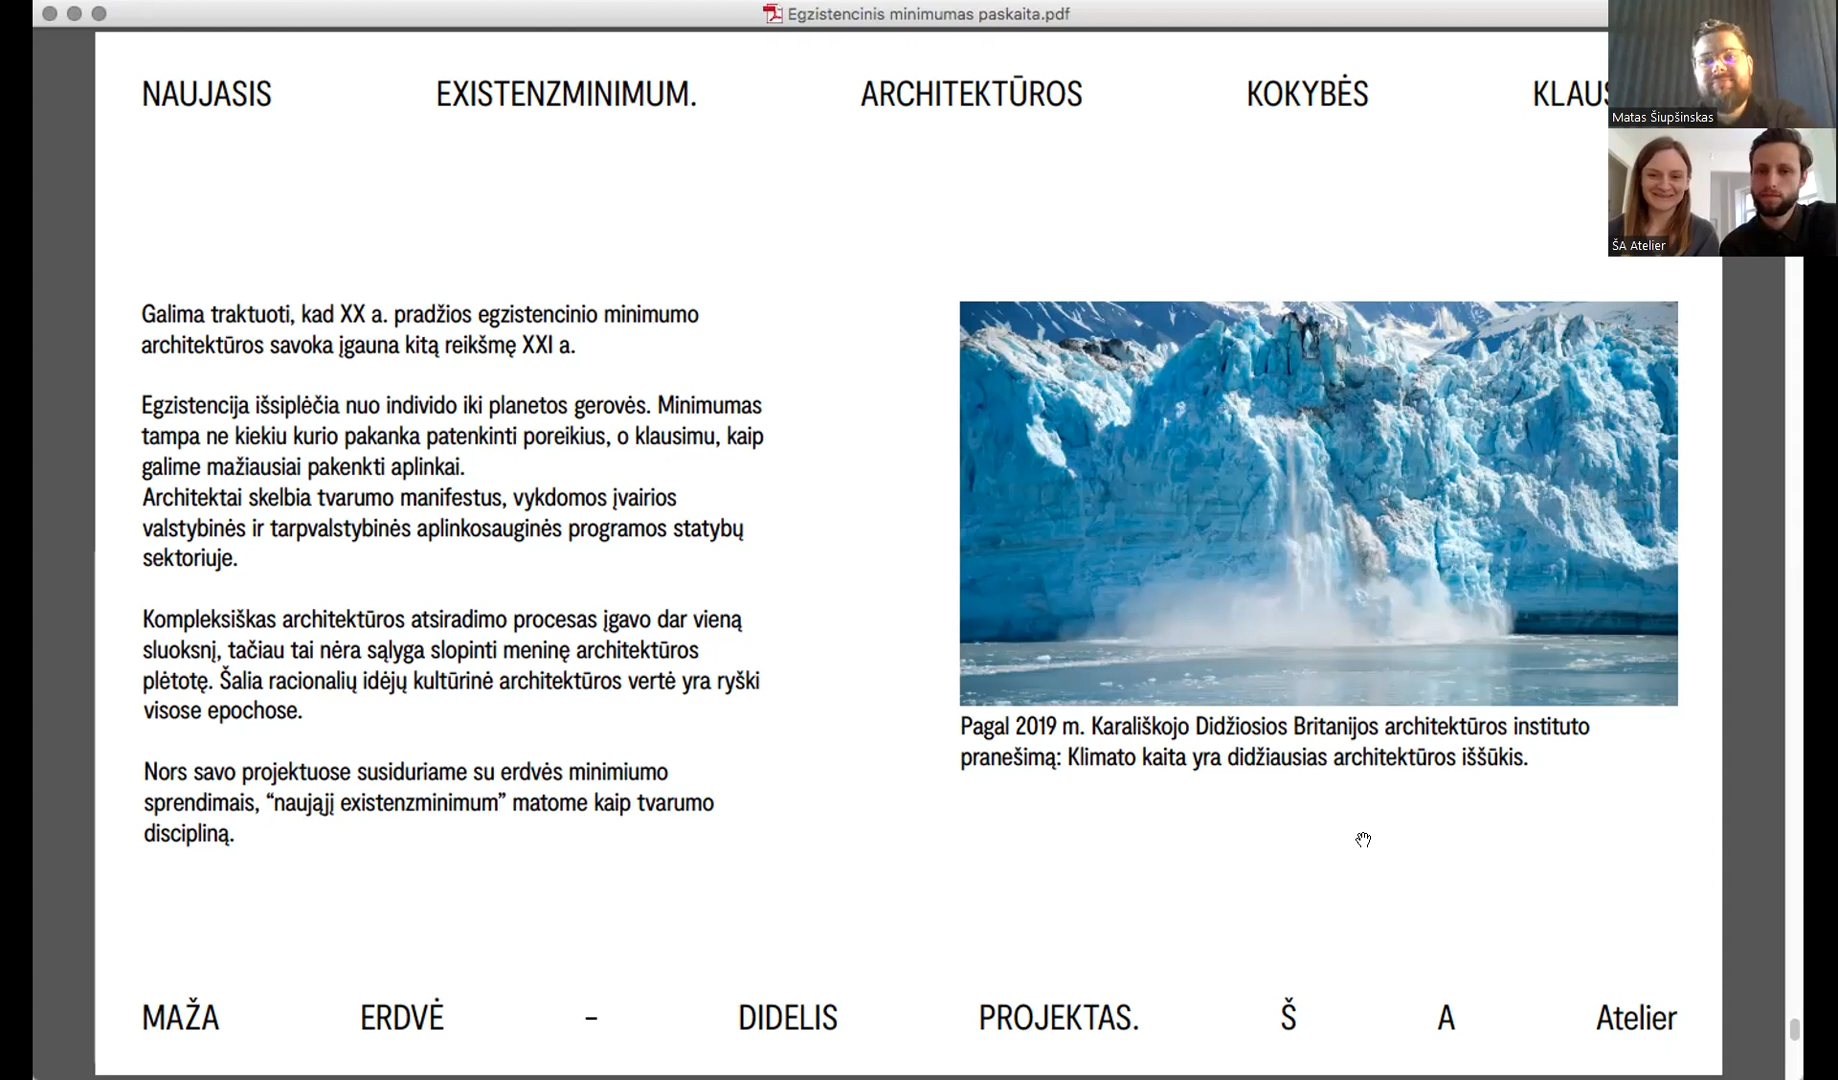 Egzistencinis minimumas paskaita.pdf
NAUJASIS EXISTENZMINIMUM. ARCHITEKTŪROS KOKYBĖS KLAUS
Matas Šiupšinskas
ŠA Atelier
Galima traktuoti, kad XX a. pradžios egzistencinio minimumo
architektūros savoka įgauna kitą reikšmę XXI a.
Egzistencija išsiplėčia nuo individo iki planetos gerovės. Minimumas
tampa ne kiekiu kurio pakanka patenkinti poreikius, o klausimu, kaip
galime mažiausiai pakenkti aplinkai.
Architektai skelbia tvarumo manifestus, vykdomos įvairios
valstybinės ir tarpvalstybinės aplinkosauginės programos statybų
sektoriuje.
Kompleksiškas architektūros atsiradimo procesas įgavo dar vieną
sluoksnį, tačiau tai nėra sąlyga slopinti meninę architektūros
plėtotę. Šalia racionalių idėjų kultūrinė architektūros vertė yra ryški
visose epochose.
Nors savo projektuose susiduriame su erdvės minimiumo
sprendimais, “naująjį existenzminimum” matome kaip tvarumo
discipliną.
Pagal 2019 m. Karališkojo Didžiosios Britanijos architektūros instituto
pranešimą: Klimato kaita yra didžiausias architektūros iššūkis.
MAŽA ERDVĖ - DIDELIS PROJEKTAS. Š A Atelier